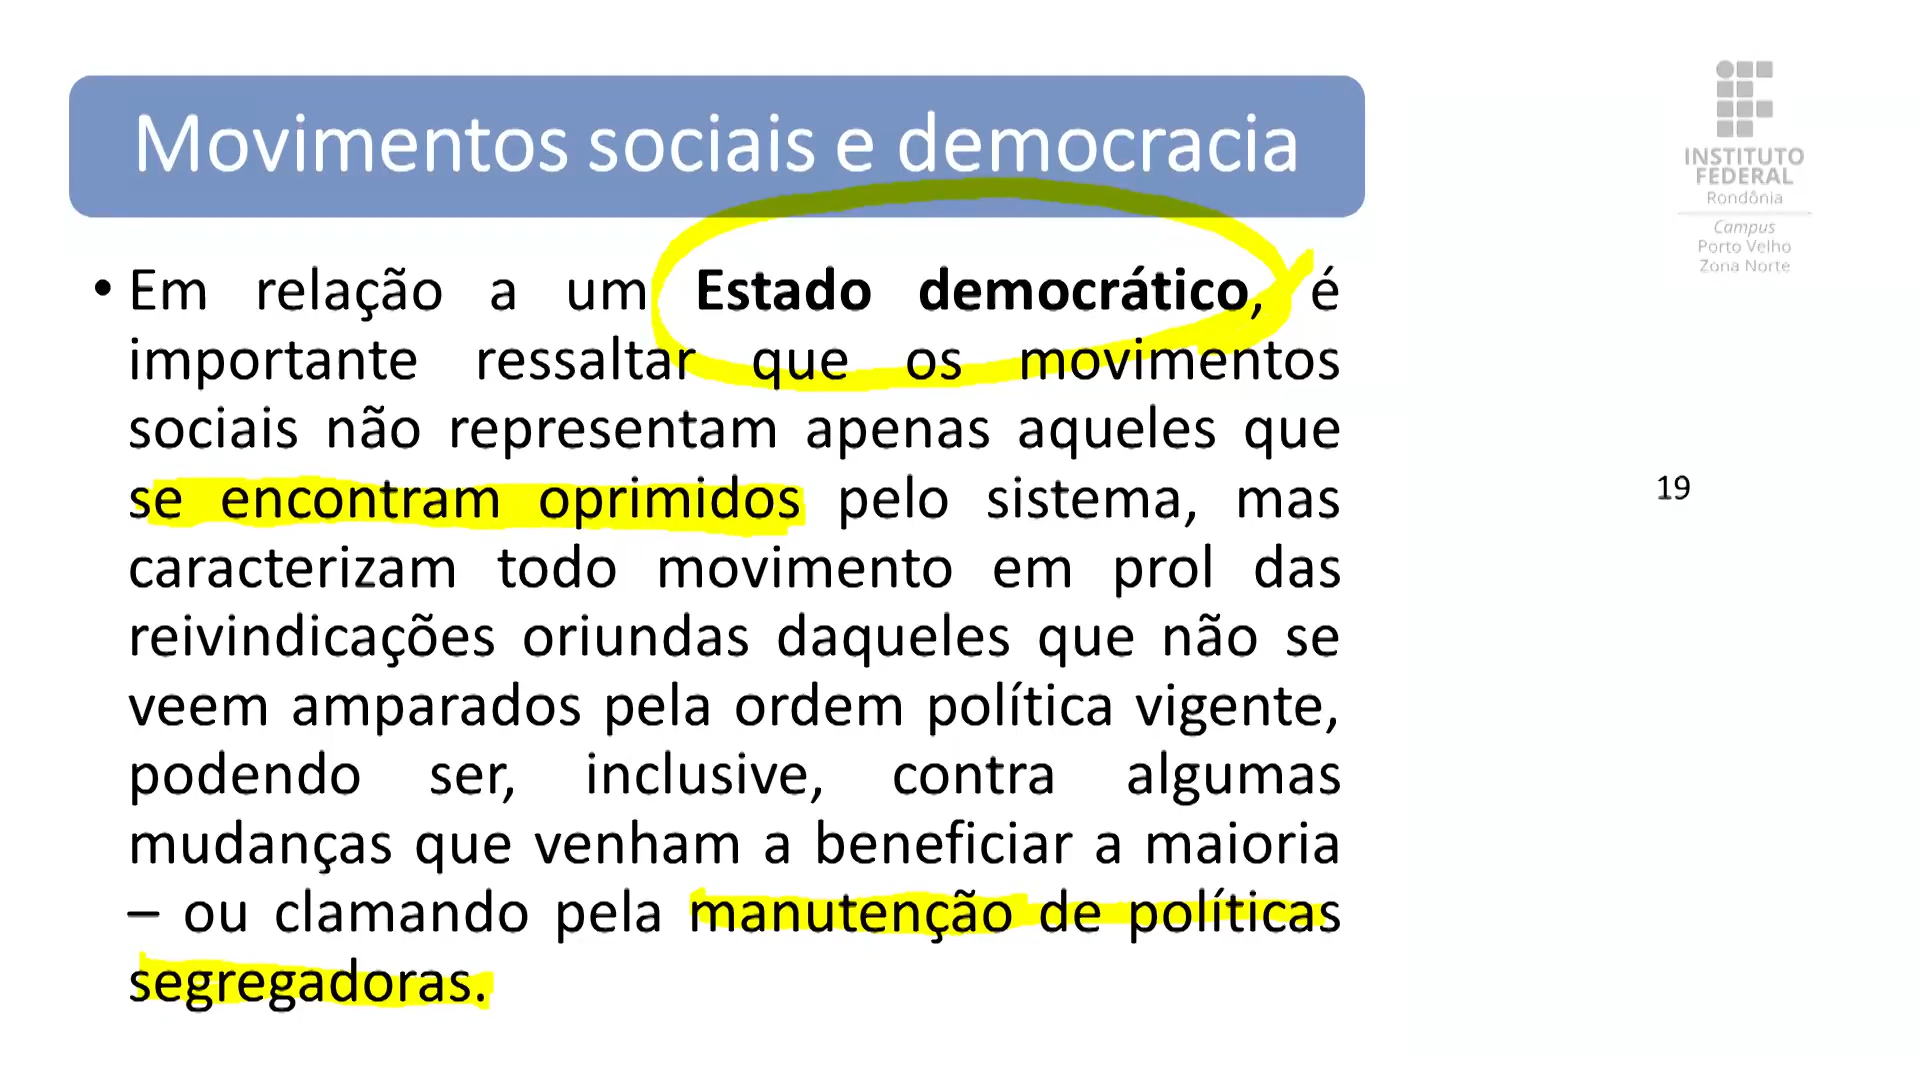 Movimentos sociais e democracia
• Em relação a um Estado democrático, é
importante ressaltar que os movimentos
sociais não representam apenas aqueles que
se encontram oprimidos pelo sistema, mas
caracterizam todo movimento em prol das
reivindicações oriundas daqueles que não se
veem amparados pela ordem política vigente,
podendo ser, inclusive, contra algumas
mudanças que venham a beneficiar a maioria
– ou clamando pela manutenção de políticas
segregadoras.
INSTITUTO
FEDERAL
Rondônia
Campus
Porto Velho
Zona Norte
19